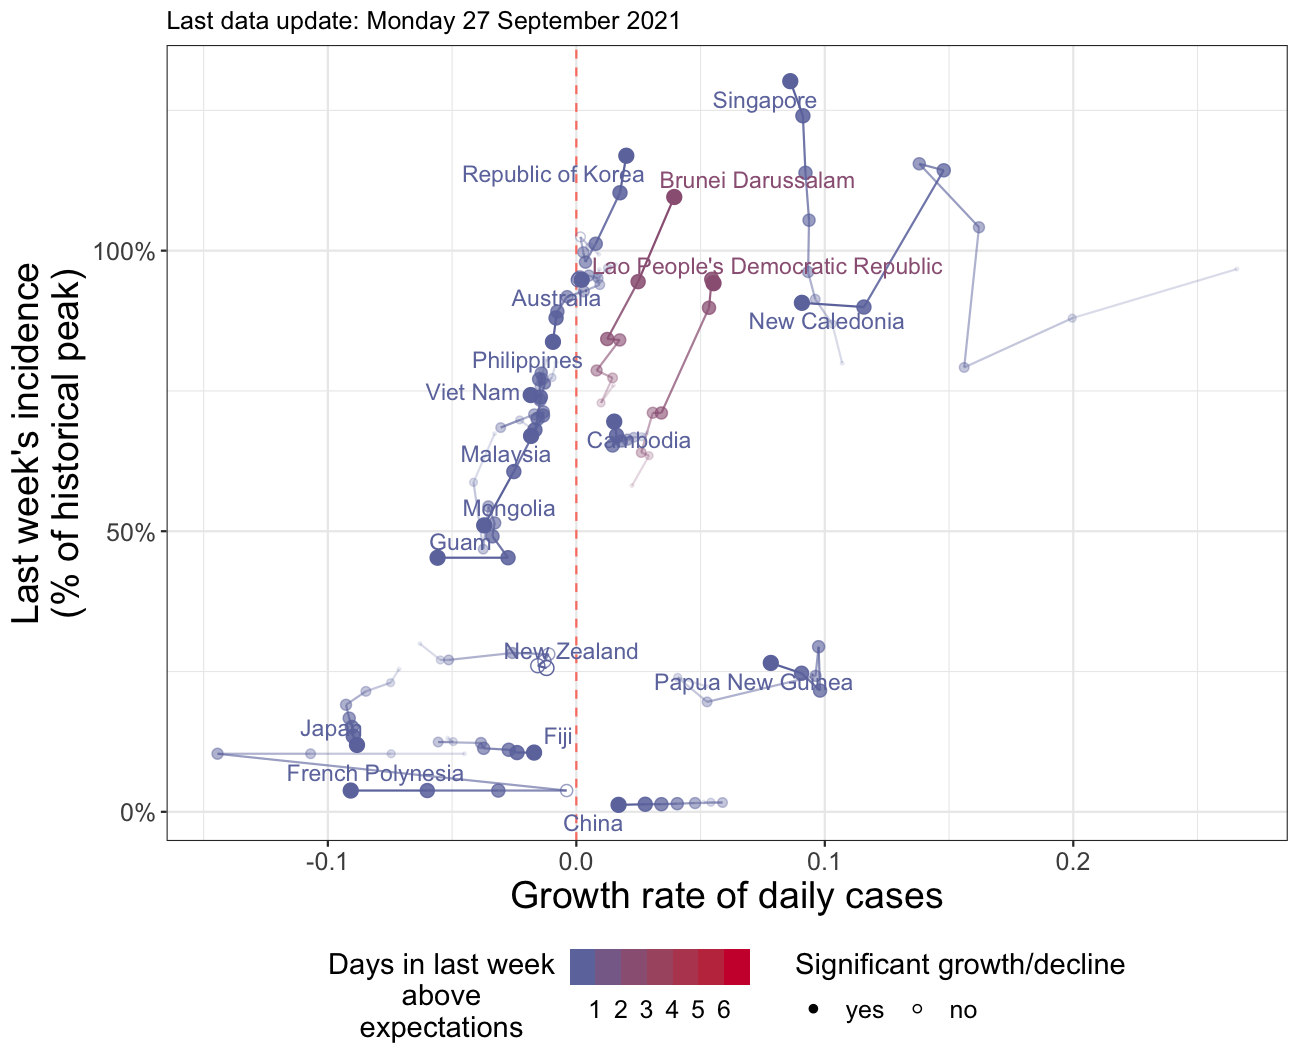 Last data update: Monday 27 September 2021
Singapore
Republic of Korea
Brunei Darussalam
100%
Lao People's Democratic Republic
Australia
New Caledonia
Philippines
Viet Nam
Cambodia
Malaysia
Mongolia
50%
Guam
New Zealand
Papua New Guinea
Japan
Fiji
French Polynesia
0%
China
Last week's incidence
(% of historical peak)
-0.1 0.0 0.1 0.2
Growth rate of daily cases
Days in last week
above
expectations
1 2 3 4 5 6
Significant growth/decline
yes no